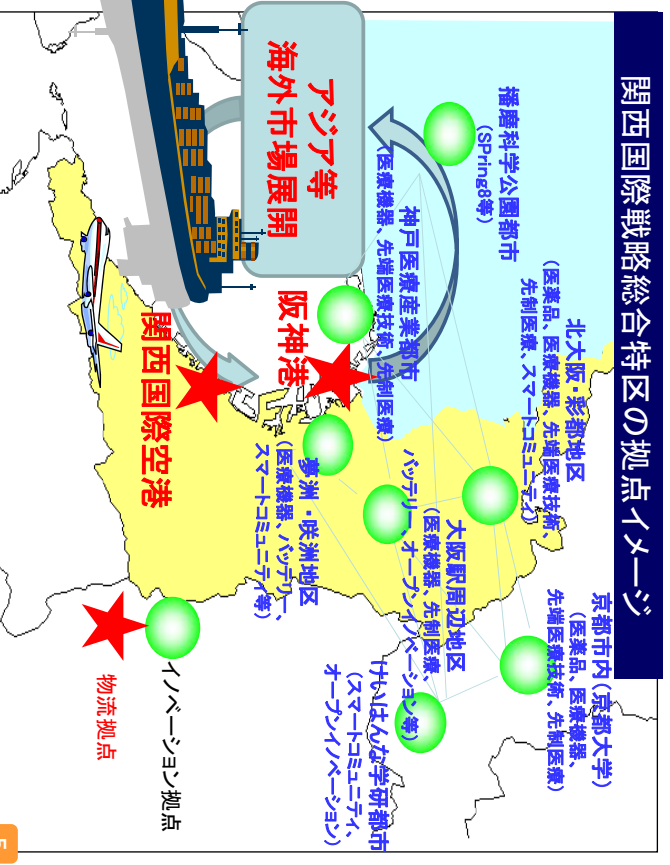 関西国際戦略総合特区の拠点イメージ
播磨科学公園都市
（SPring8等）
北大阪・彩都地区
（医薬品、医療機器、先端医療技術、
先制医療、スマートコミュニティ）
京都市内（京都大学）
（医薬品、医療機器、
先端医療技術、先制医療）
神戸医療産業都市
（医療機器、先端医療技術、先制医療）
大阪駅周辺地区
（医療機器、先制医療、
バッテリー、オープンイノベーション等）
けいはんな学研都市
（スマートコミュニティ、
オープンイノベーション）
アジア等
海外市場展開
阪神港
夢洲・咲洲地区
（医療機器、バッテリー、
スマートコミュニティ等）
関西国際空港
イノベーション拠点
物流拠点
5